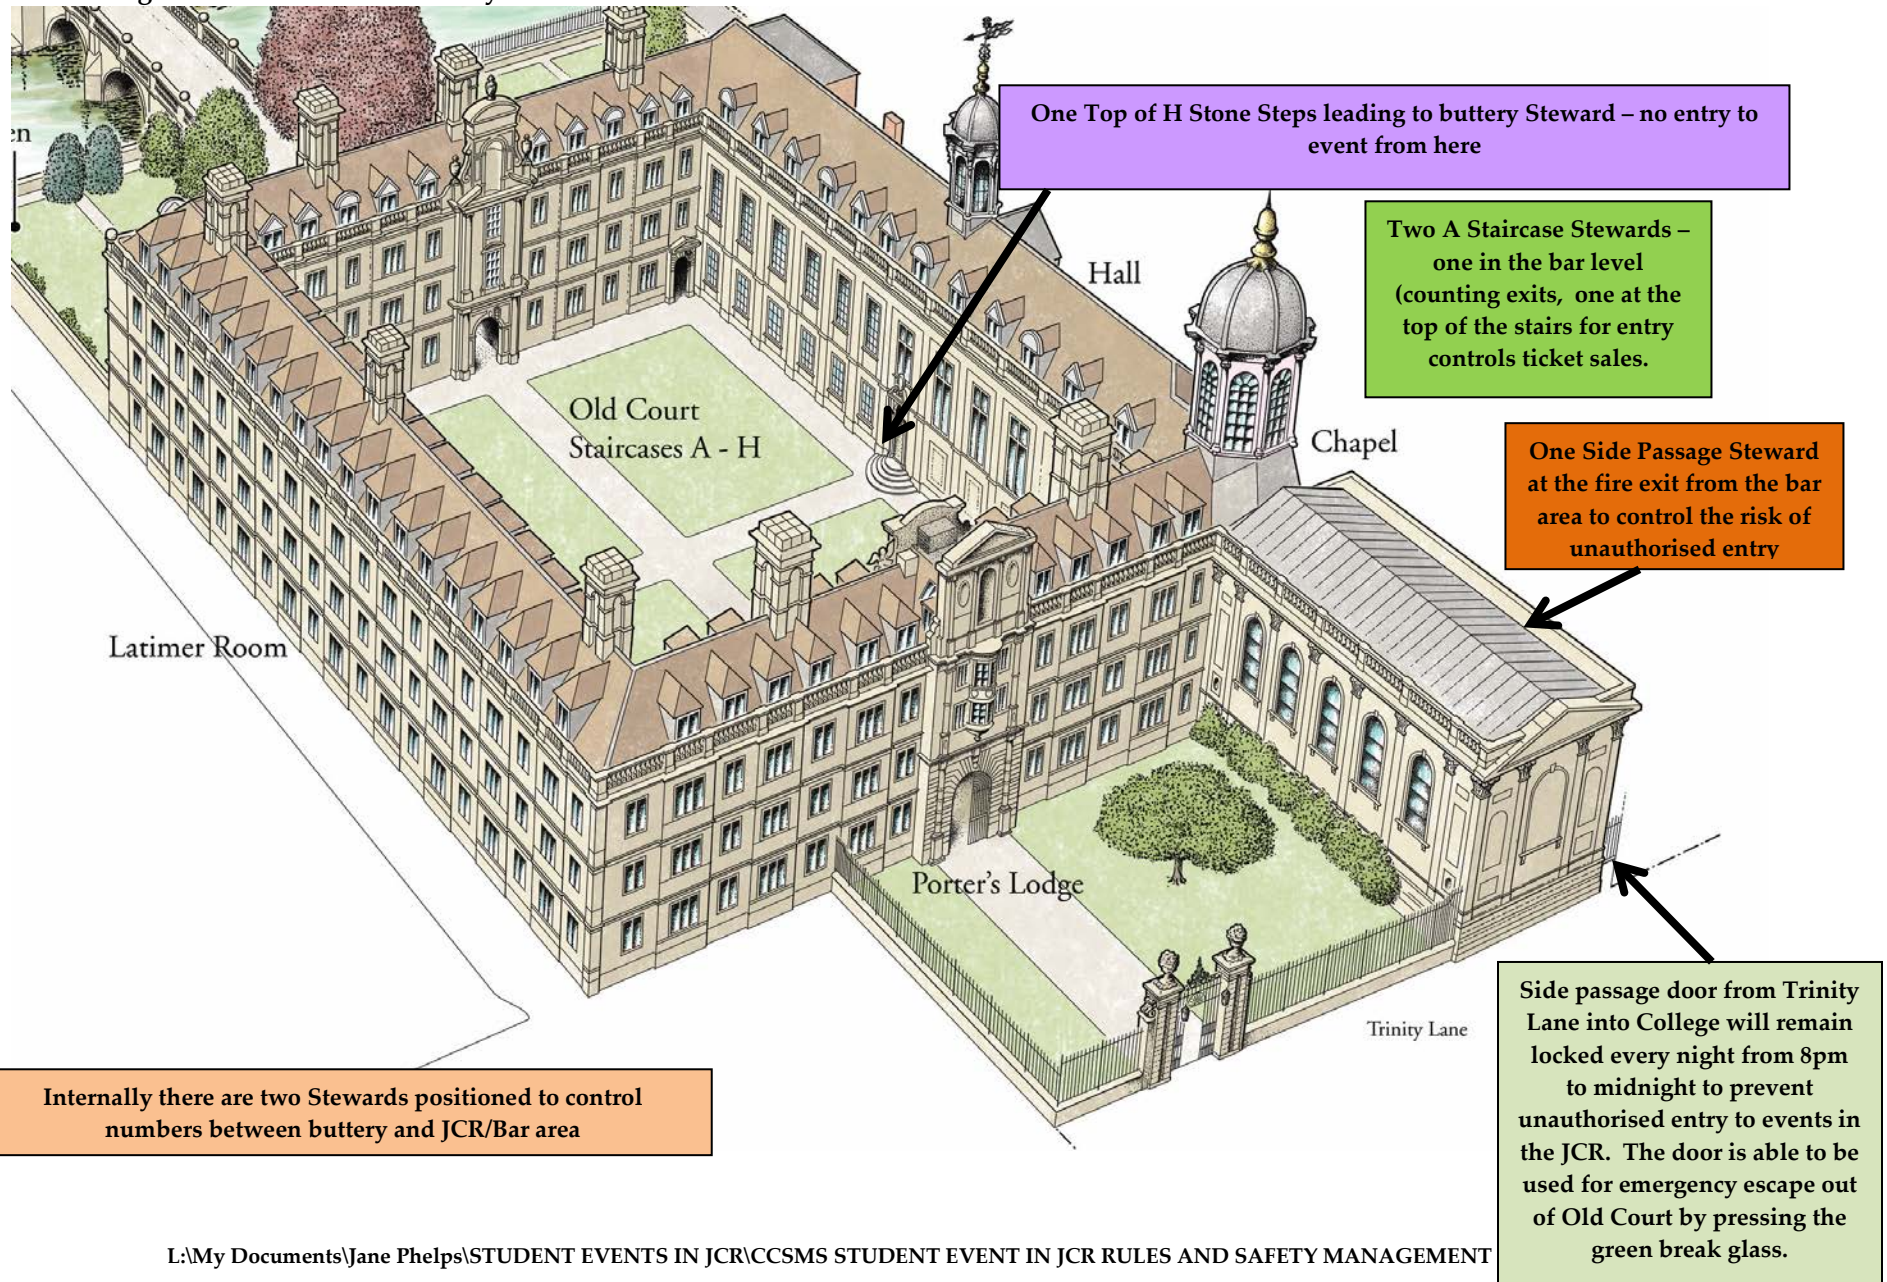 en
One Top of H Stone Steps leading to buttery Steward – no entry to
event from here
Two A Staircase Stewards –
one in the bar level
(counting exits, one at the
top of the stairs for entry
controls ticket sales.
Hall
Old Court
Staircases A - H
Chapel
One Side Passage Steward
at the fire exit from the bar
area to control the risk of
unauthorised entry
Latimer Room
Porter's Lodge
Trinity Lane
Side passage door from Trinity
Lane into College will remain
locked every night from 8pm
to midnight to prevent
unauthorised entry to events in
the JCR. The door is able to be
used for emergency escape out
of Old Court by pressing the
green break glass.
Internally there are two Stewards positioned to control
numbers between buttery and JCR/Bar area
L:\My Documents\Jane Phelps\STUDENT EVENTS IN JCR\CCSMS STUDENT EVENT IN JCR RULES AND SAFETY MANAGEMENT